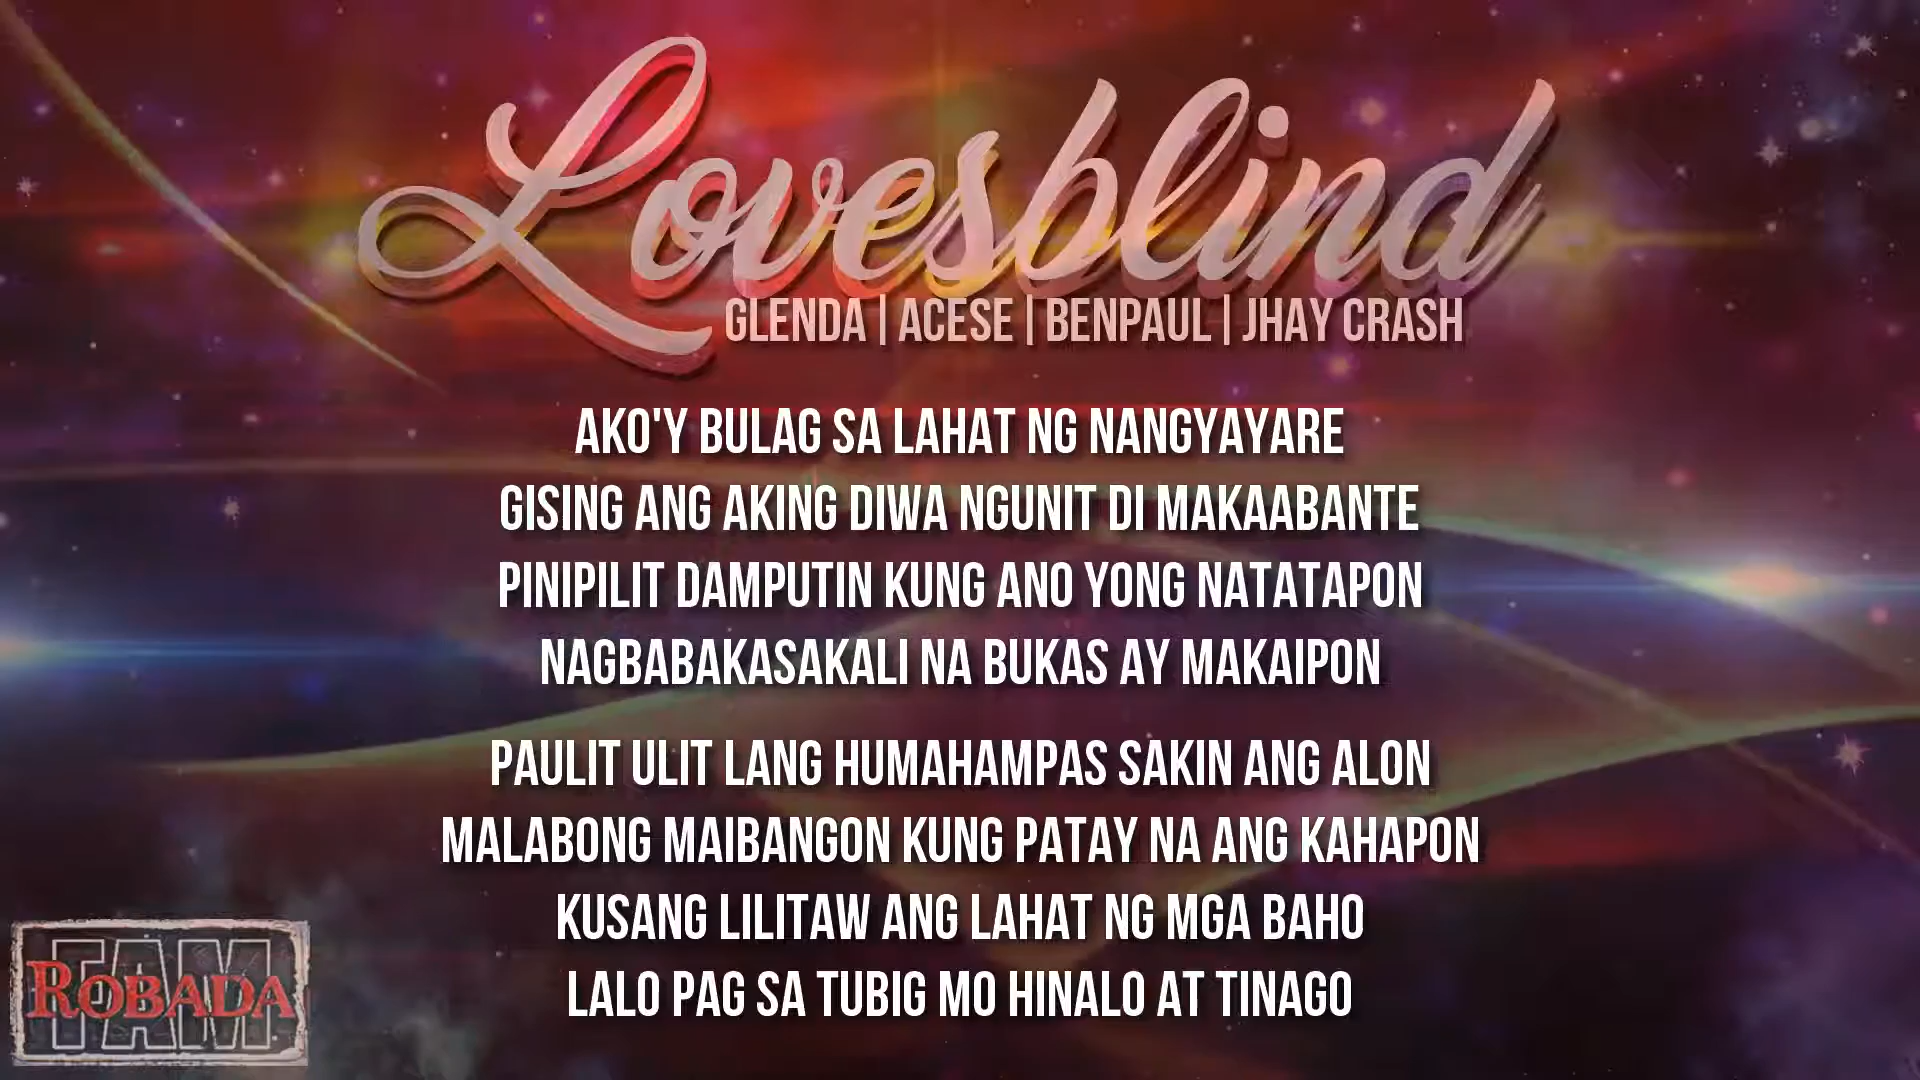 Lovesblind
GLENDA | ACESE | BENPAUL | JHAY CRASH
AKO'Y BULAG SA LAHAT NG NANGYAYARE
GISING ANG AKING DIWA NGUNIT DI MAKAABANTE
PINIPILIT DAMPUTIN KUNG ANO YONG NATATAPON
NAGBABAKASAKALI NA BUKAS AY MAKAIPON
PAULIT ULIT LANG HUMAHAMPAS SAKIN ANG ALON
MALABONG MAIBANGON KUNG PATAY NA ANG KAHAPON
KUSANG LILITAW ANG LAHAT NG MGA BAHO
LALO PAG SA TUBIG MO HINALO AT TINAGO
TAM
ROBADA
FAM